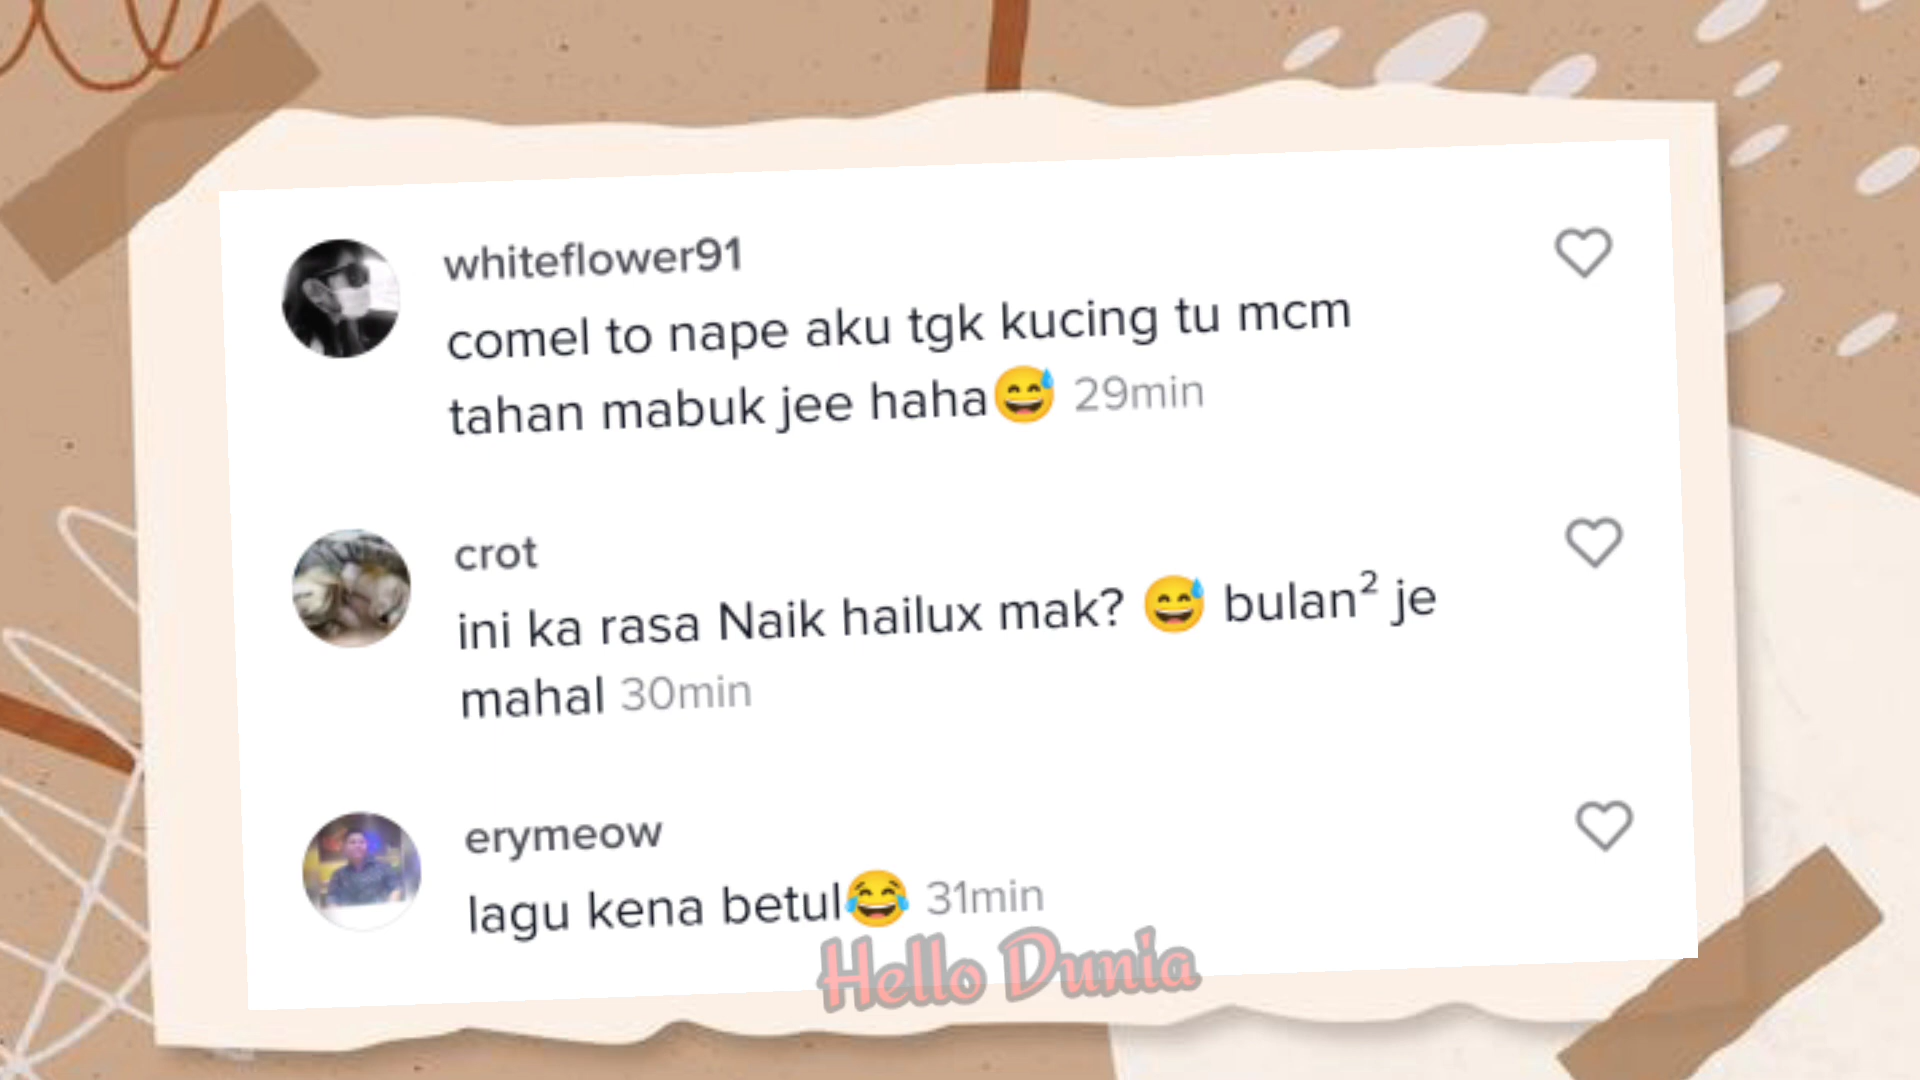 whiteflower91
comel to nape aku tgk kucing tu mcm
tahan mabuk jee haha😅 29min
crot
ini ka rasa Naik hailux mak? 😅 bulan² je
mahal 30min
erymeow
lagu kena betul😂 31min
Hello Dunia